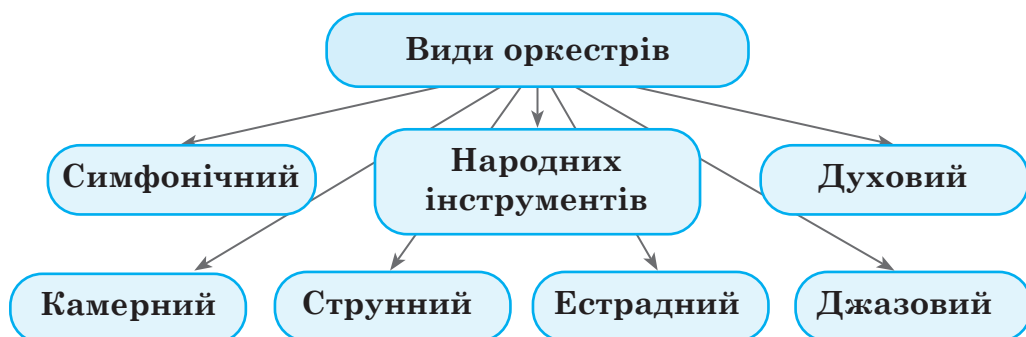 Види оркестрів
Симфонічний
Народних
інструментів
Духовий
Камерний
Струнний
Естрадний
Джазовий